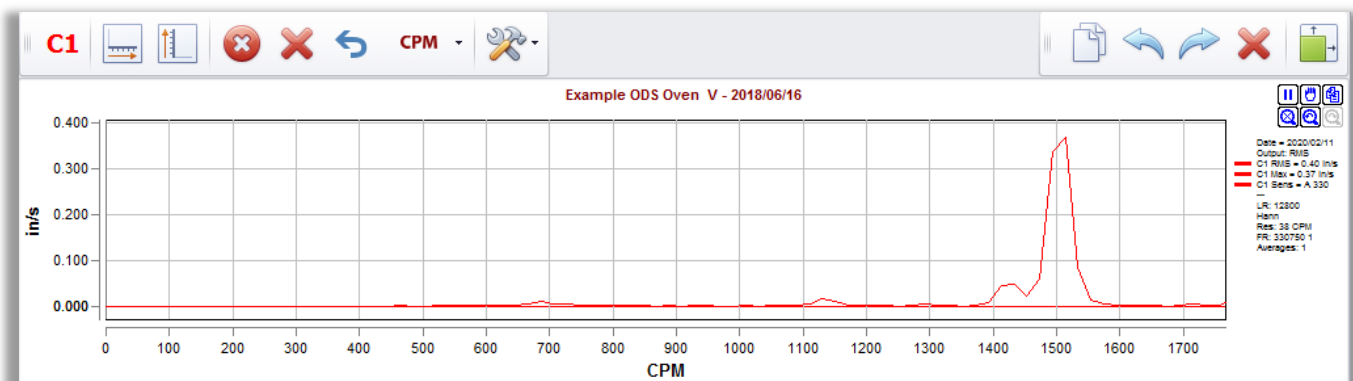 C1 CPM
Example ODS Oven V - 2018/06/16
0.400
0.300
0.200
0.100
0.000
in/s
0 100 200 300 400 500 600 700 800 900 1000 1100 1200 1300 1400 1500 1600 1700
CPM
Date = 2020/02/11
Output: RMS
C1 RMS = 0.40 in/s
C1 Max = 0.37 in/s
C1 Sens = A 330
---
LR: 12800
Hann
Res: 38 CPM
FR: 330750 1
Averages: 1